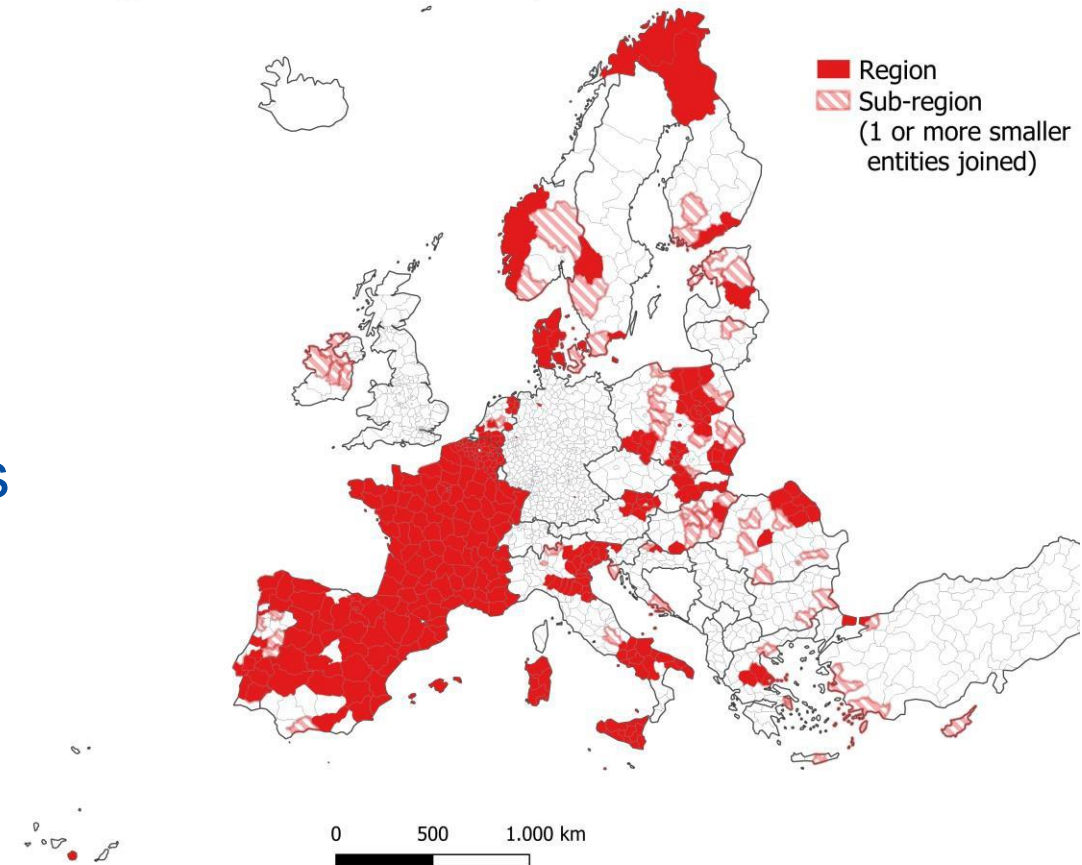 Region
Sub-region
(1 or more smaller
entities joined)
s
0 500 1.000 km